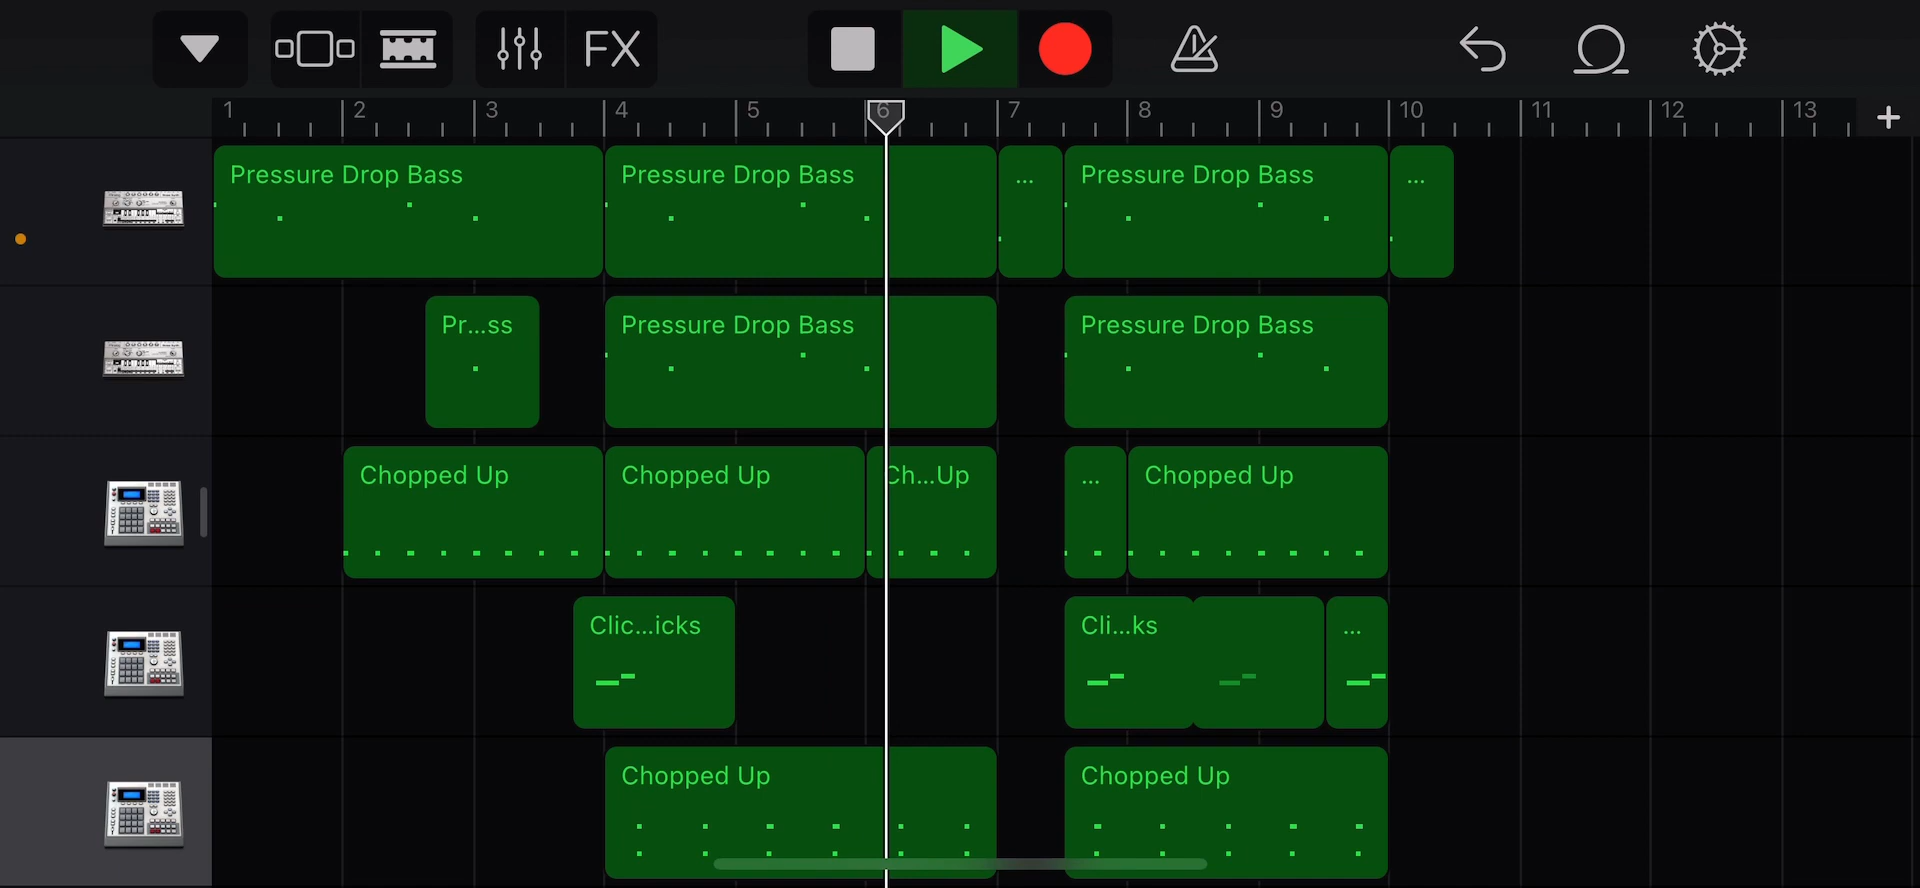 FX
1 2 3 4 5 6 7 8 9 10 11 12 13 +
Pressure Drop Bass Pressure Drop Bass ... Pressure Drop Bass ...
Pr...ss Pressure Drop Bass Pressure Drop Bass
Chopped Up Chopped Up Ch...Up ... Chopped Up
Clic...icks Cli...ks ...
Chopped Up Chopped Up